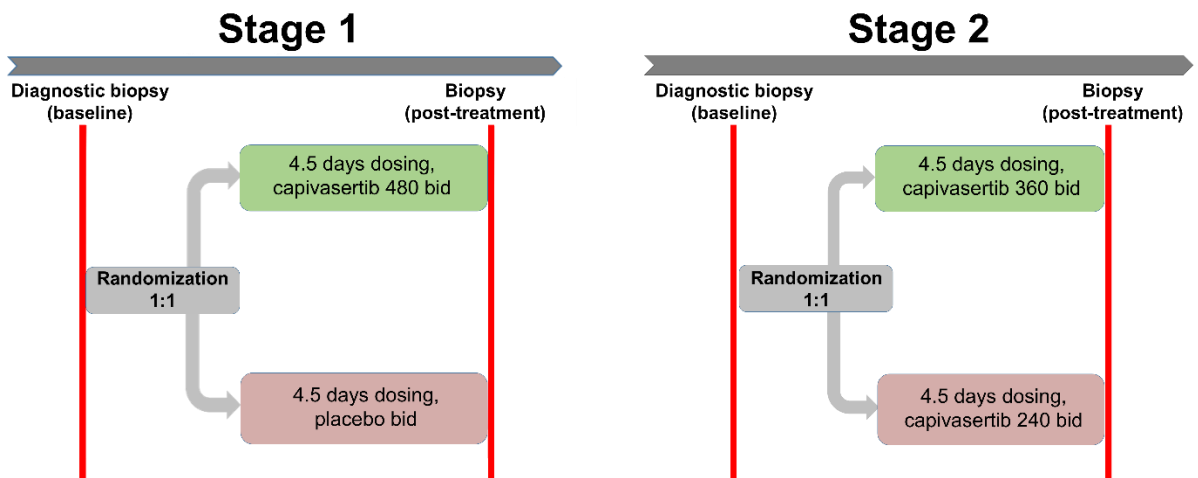 Stage 1
Diagnostic biopsy
(baseline)
Biopsy
(post-treatment)
4.5 days dosing,
capivasertib 480 bid
Randomization
1:1
4.5 days dosing,
placebo bid
Stage 2
Diagnostic biopsy
(baseline)
Biopsy
(post-treatment)
4.5 days dosing,
capivasertib 360 bid
Randomization
1:1
4.5 days dosing,
capivasertib 240 bid